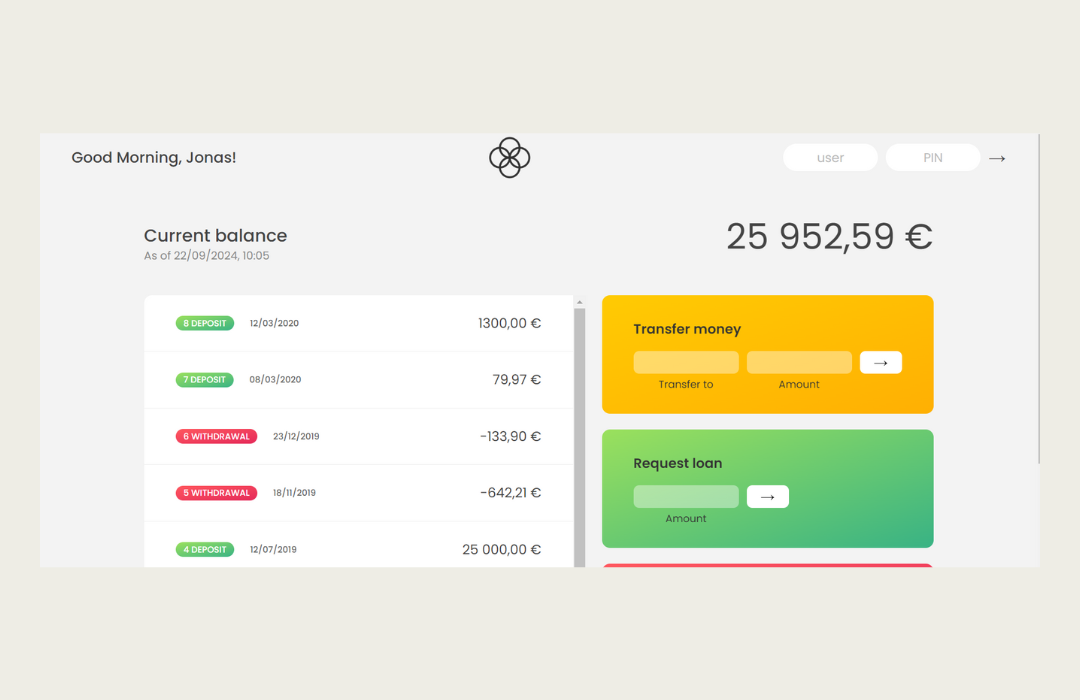 Good Morning, Jonas!
user
PIN
→
Current balance
25 952,59 €
As of 22/09/2024, 10:05
8 DEPOSIT 12/03/2020 1300,00 €
7 DEPOSIT 08/03/2020 79,97 €
6 WITHDRAWAL 23/12/2019 -133,90 €
5 WITHDRAWAL 18/11/2019 -642,21 €
4 DEPOSIT 12/07/2019 25 000,00 €
Transfer money
→
Transfer to Amount
Request loan
→
Amount